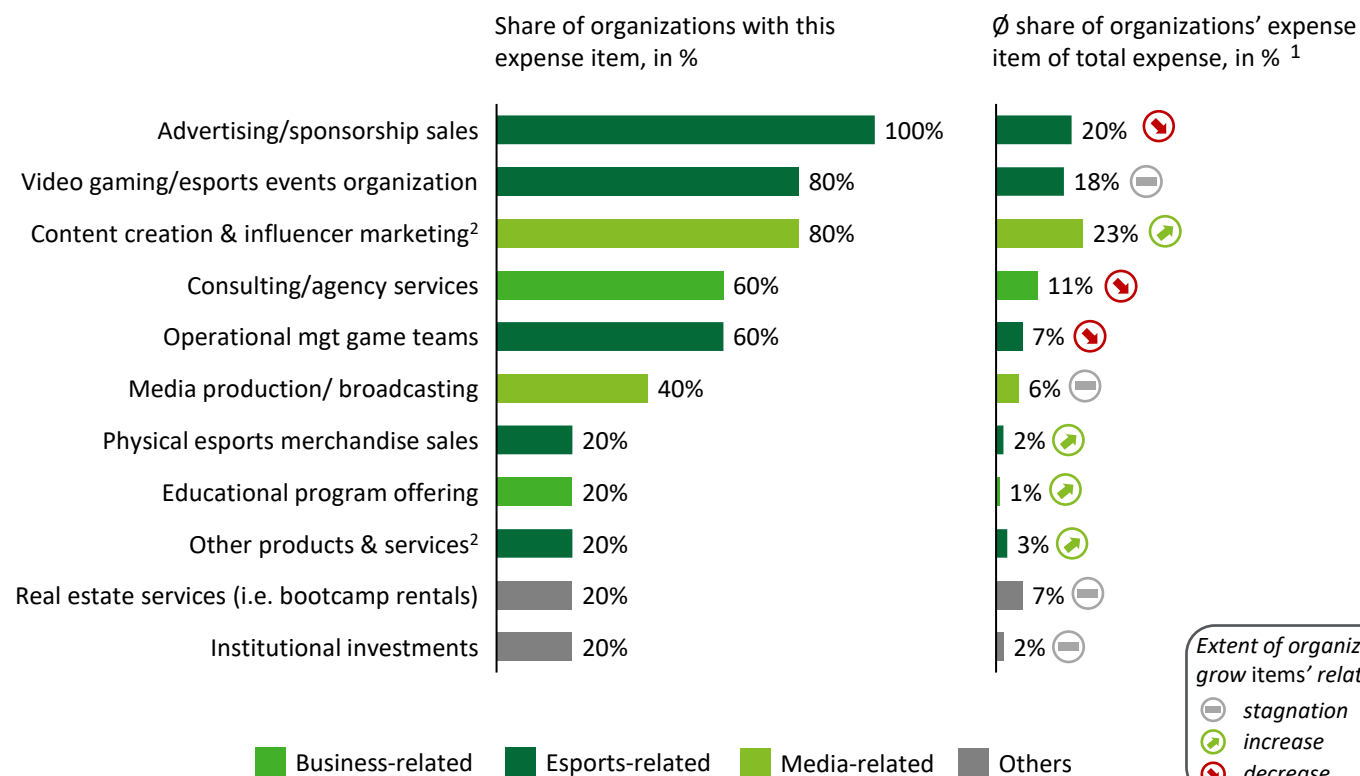 Share of organizations with this
expense item, in %
Ø share of organizations’ expense
item of total expense, in % 1
Advertising/sponsorship sales 100% 20%
Video gaming/esports events organization 80% 18%
Content creation & influencer marketing2 80% 23%
Consulting/agency services 60% 11%
Operational mgt game teams 60% 7%
Media production/ broadcasting 40% 6%
Physical esports merchandise sales 20% 2%
Educational program offering 20% 1%
Other products & services2 20% 3%
Real estate services (i.e. bootcamp rentals) 20% 7%
Institutional investments 20% 2%
Extent of
grow items’
stagnation
increase
decrease
Business-related Esports-related Media-related Others